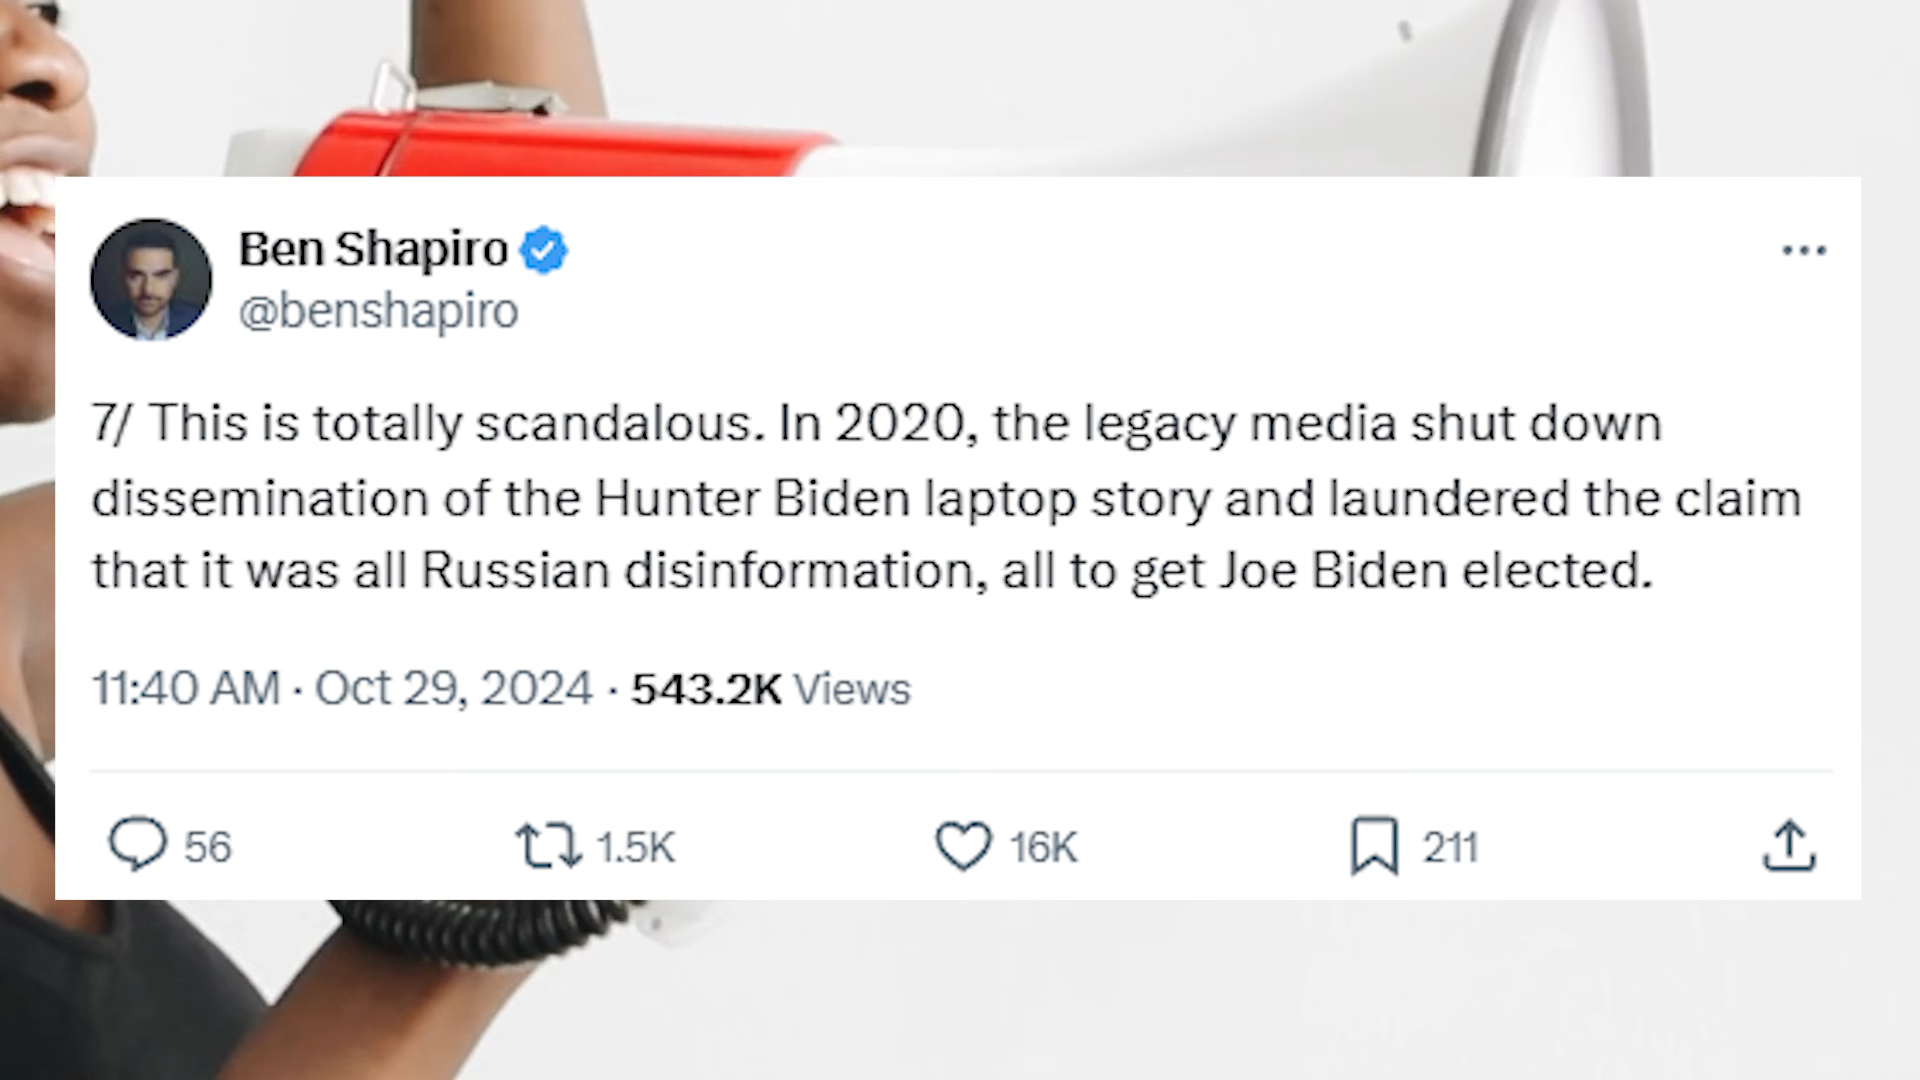 Ben Shapiro
@benshapiro
7/ This is totally scandalous. In 2020, the legacy media shut down
dissemination of the Hunter Biden laptop story and laundered the claim
that it was all Russian disinformation, all to get Joe Biden elected.
11:40 AM · Oct 29, 2024 · 543.2K Views
56 1.5K 16K 211